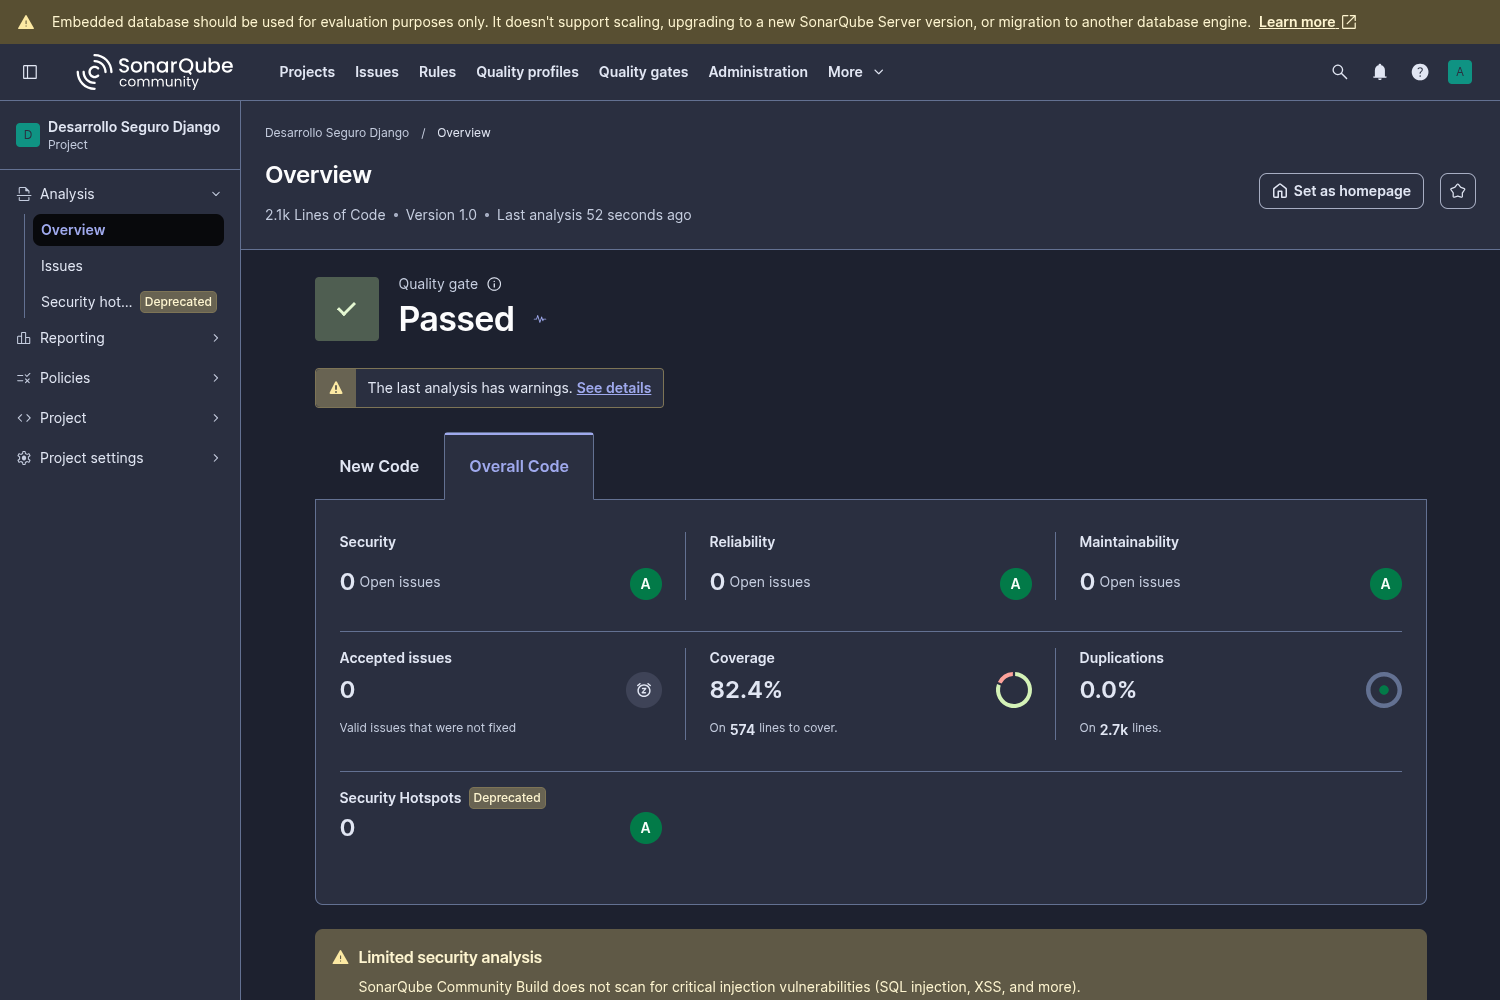 Embedded database should be used for evaluation purposes only. It doesn't support scaling, upgrading to a new SonarQube Server version, or migration to another database engine. Learn more
SonarQube community
Projects Issues Rules Quality profiles Quality gates Administration More
A
D
Desarrollo Seguro Django
Project
Analysis
Overview
Issues
Security hot... Deprecated
Reporting
Policies
Project
Project settings
Desarrollo Seguro Django / Overview
Overview
2.1k Lines of Code • Version 1.0 • Last analysis 52 seconds ago
Set as homepage
Quality gate
Passed
The last analysis has warnings. See details
New Code Overall Code
Security
0 Open issues A
Reliability
0 Open issues A
Maintainability
0 Open issues A
Accepted issues
0
Valid issues that were not fixed
Coverage
82.4%
On 574 lines to cover.
Duplications
0.0%
On 2.7k lines.
Security Hotspots Deprecated
0 A
Limited security analysis
SonarQube Community Build does not scan for critical injection vulnerabilities (SQL injection, XSS, and more).